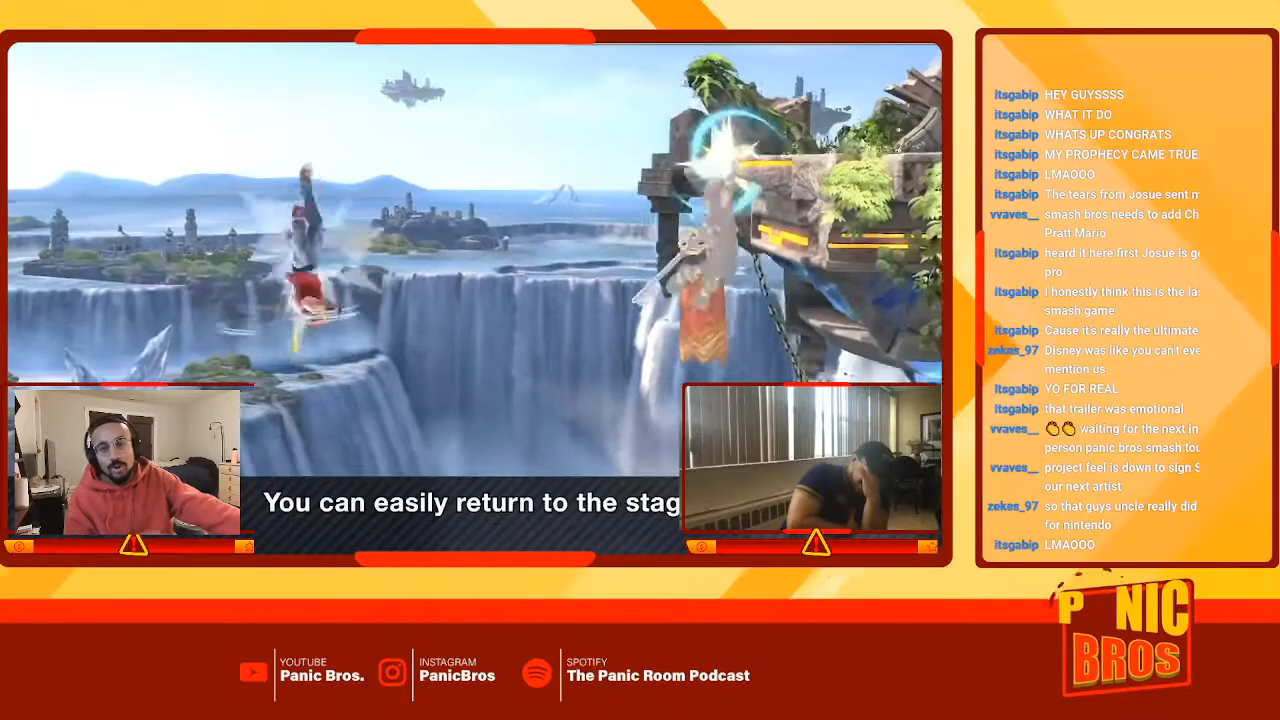 You can easily return to the stag
itsgabip HEY GUYSSSS
itsgabip WHAT IT DO
itsgabip WHATS UP CONGRATS
itsgabip MY PROPHECY CAME TRUE
itsgabip LMAOOO
itsgabip The tears from Josue sent m
vvaves__ smash bros needs to add Ch
Pratt Mario
itsgabip heard it here first Josue is go
pro
itsgabip I honestly think this is the las
smash game
itsgabip Cause it's really the ultimate
zekes_97 Disney was like you can't eve
mention us
itsgabip YO FOR REAL
itsgabip that trailer was emotional
vvaves__ 👏👏 waiting for the next in
person panic bros smash tou
vvaves__ project feel is down to sign S
our next artist
zekes_97 so that guys uncle really did
for nintendo
itsgabip LMAOOO
P NIC
BROS
YOUTUBE
Panic Bros.
INSTAGRAM
PanicBros
SPOTIFY
The Panic Room Podcast